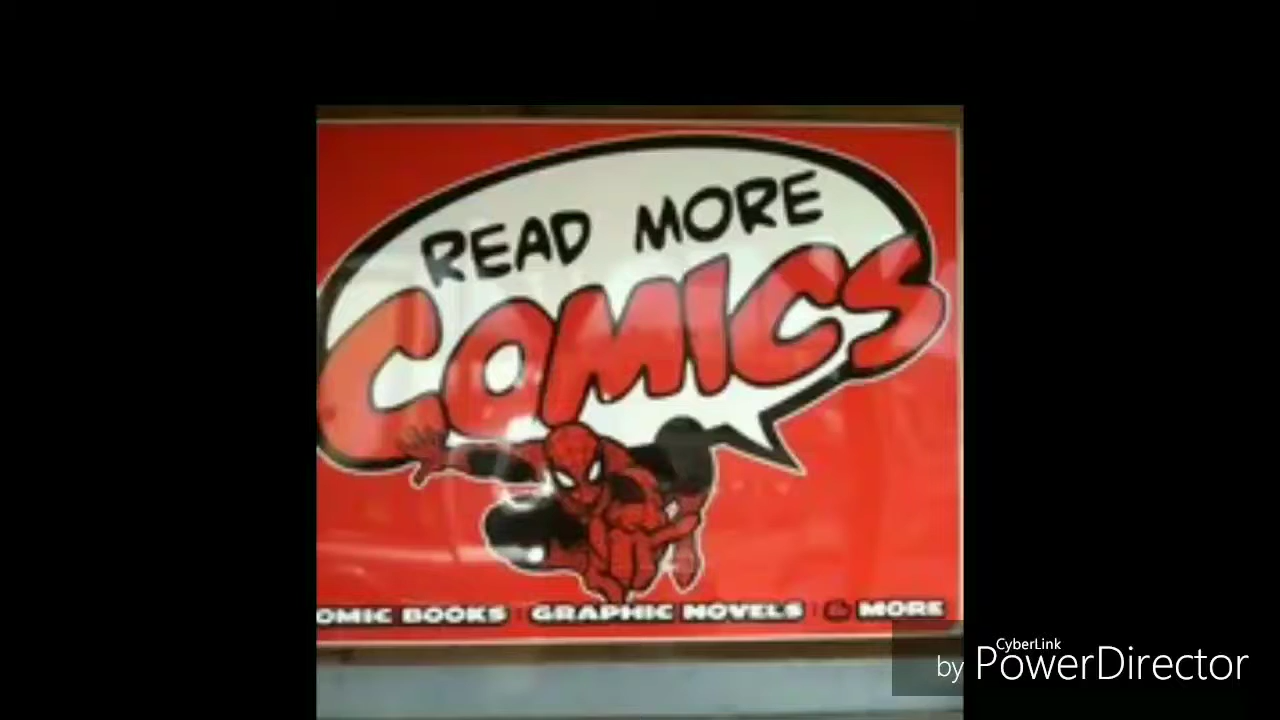 READ MORE
COMICS
OMIC BOOKS GRAPHIC NOVELS & MORE
CyberLink
by PowerDirector